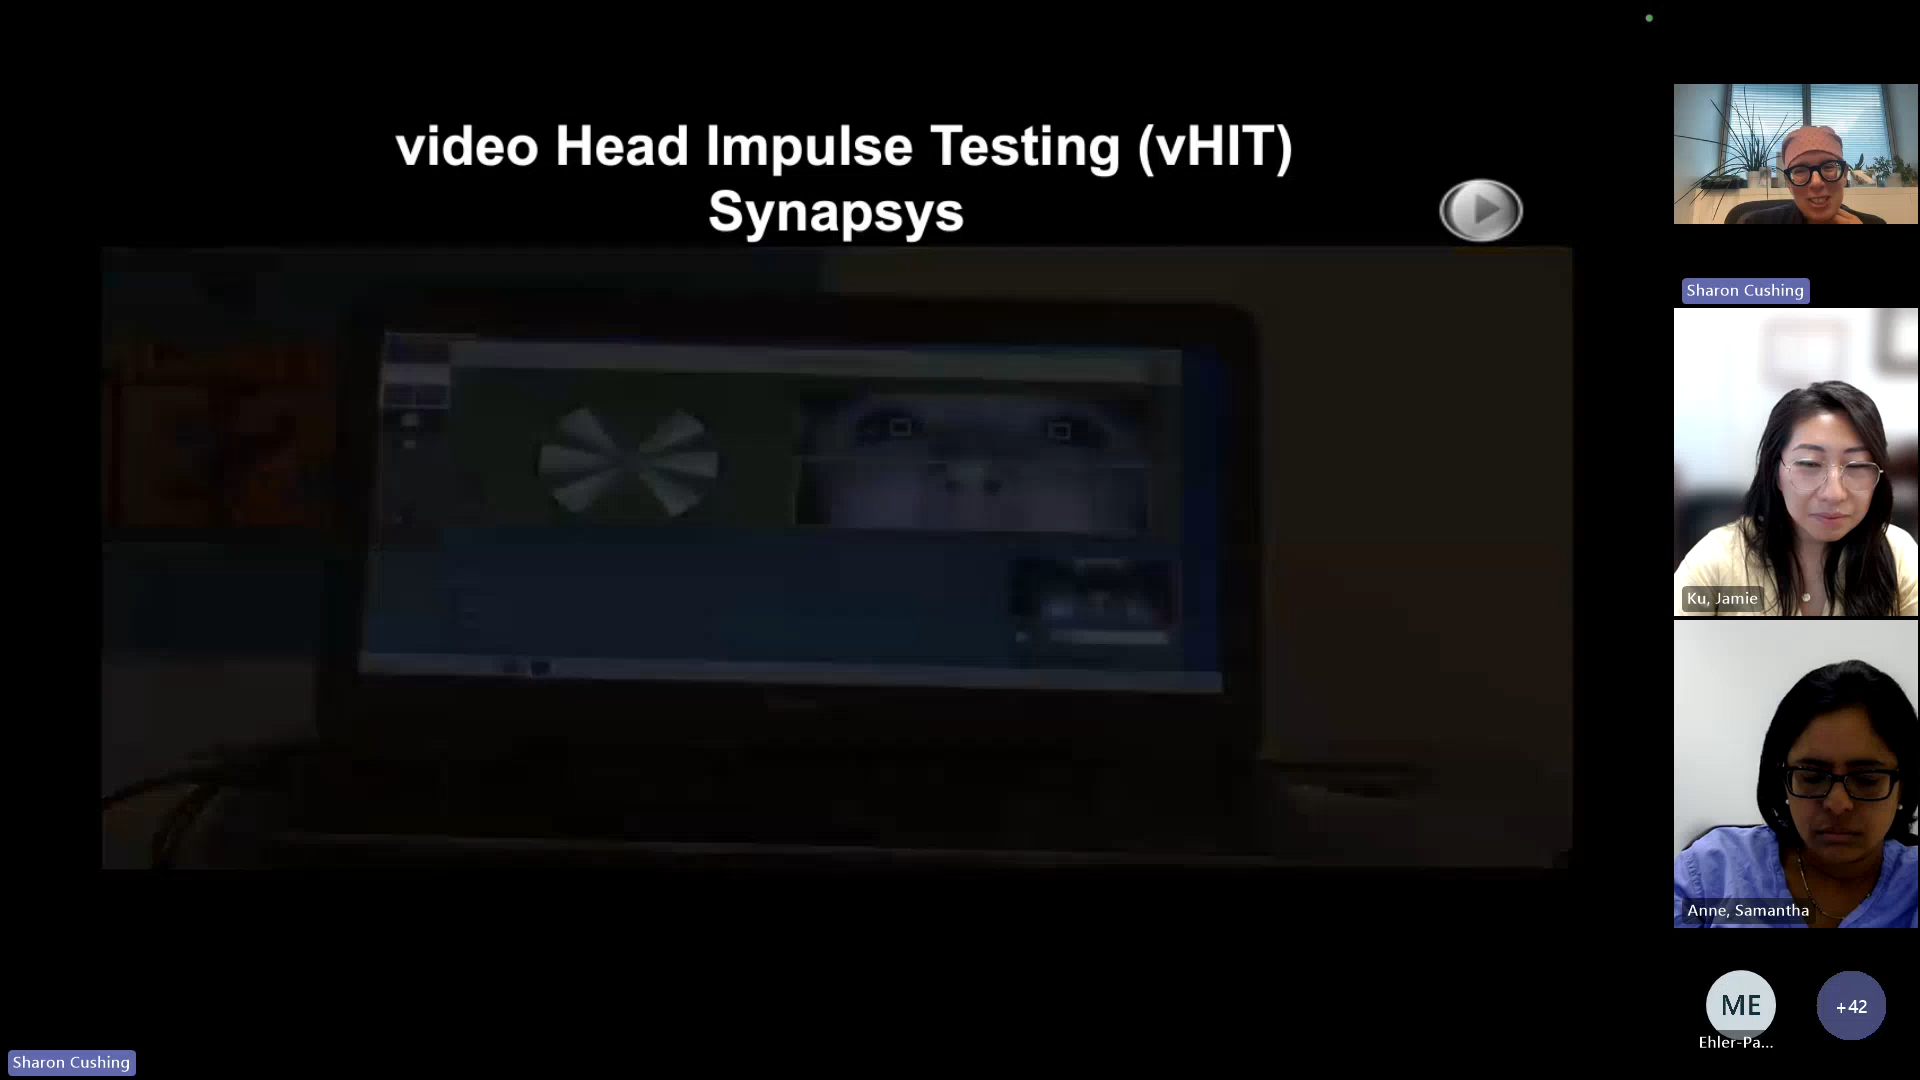 video Head Impulse Testing (vHIT)
Synapsys
Sharon Cushing
Ku, Jamie
Anne, Samantha
ME
+42
Ehler-Pa...
Sharon Cushing